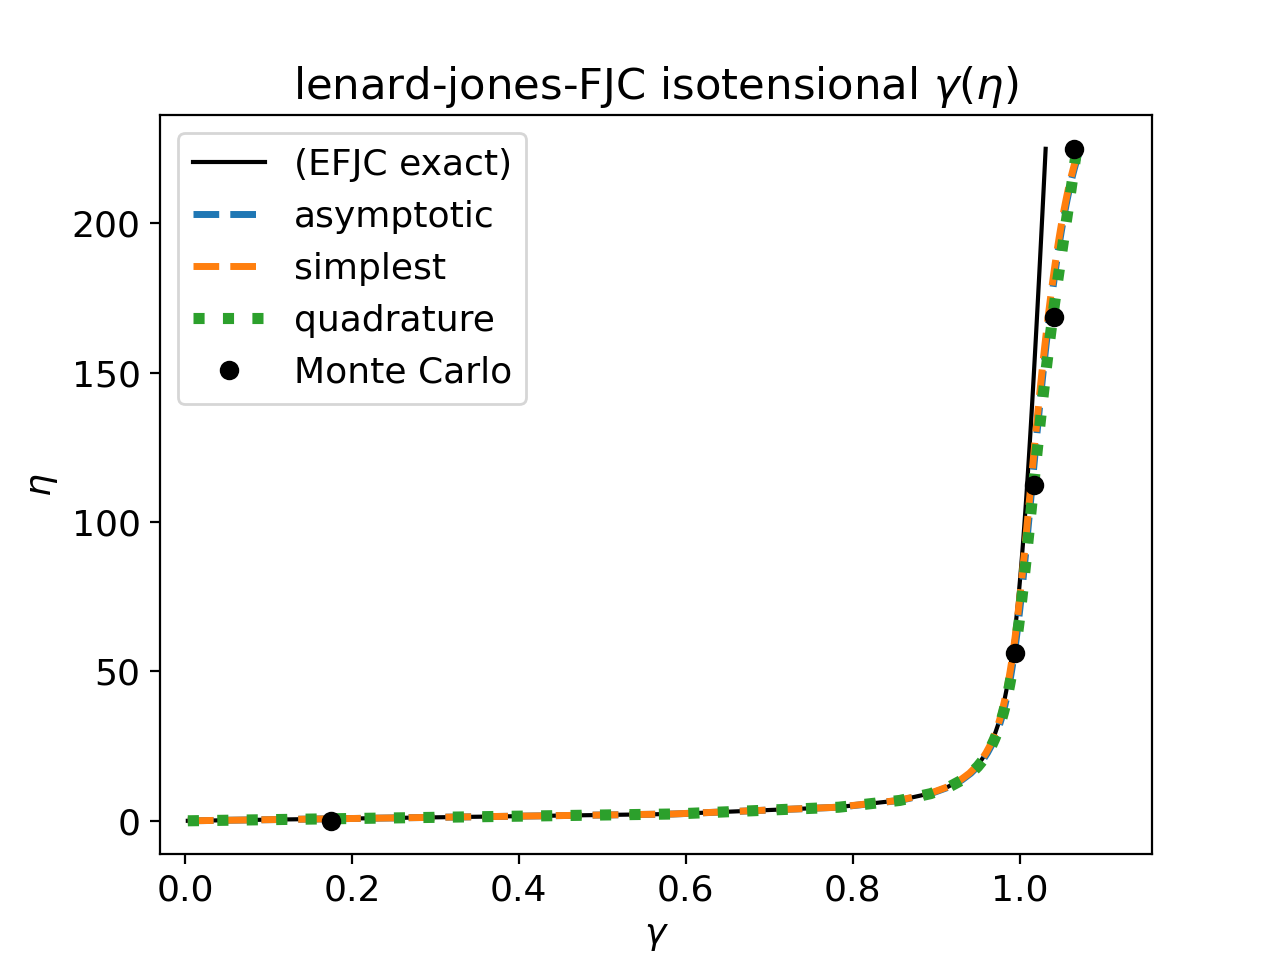 lenard-jones-FJC isotensional γ(η)
(EFJC exact)
asymptotic
simplest
quadrature
Monte Carlo
η
200
150
100
50
0
0.0 0.2 0.4 0.6 0.8 1.0
γ